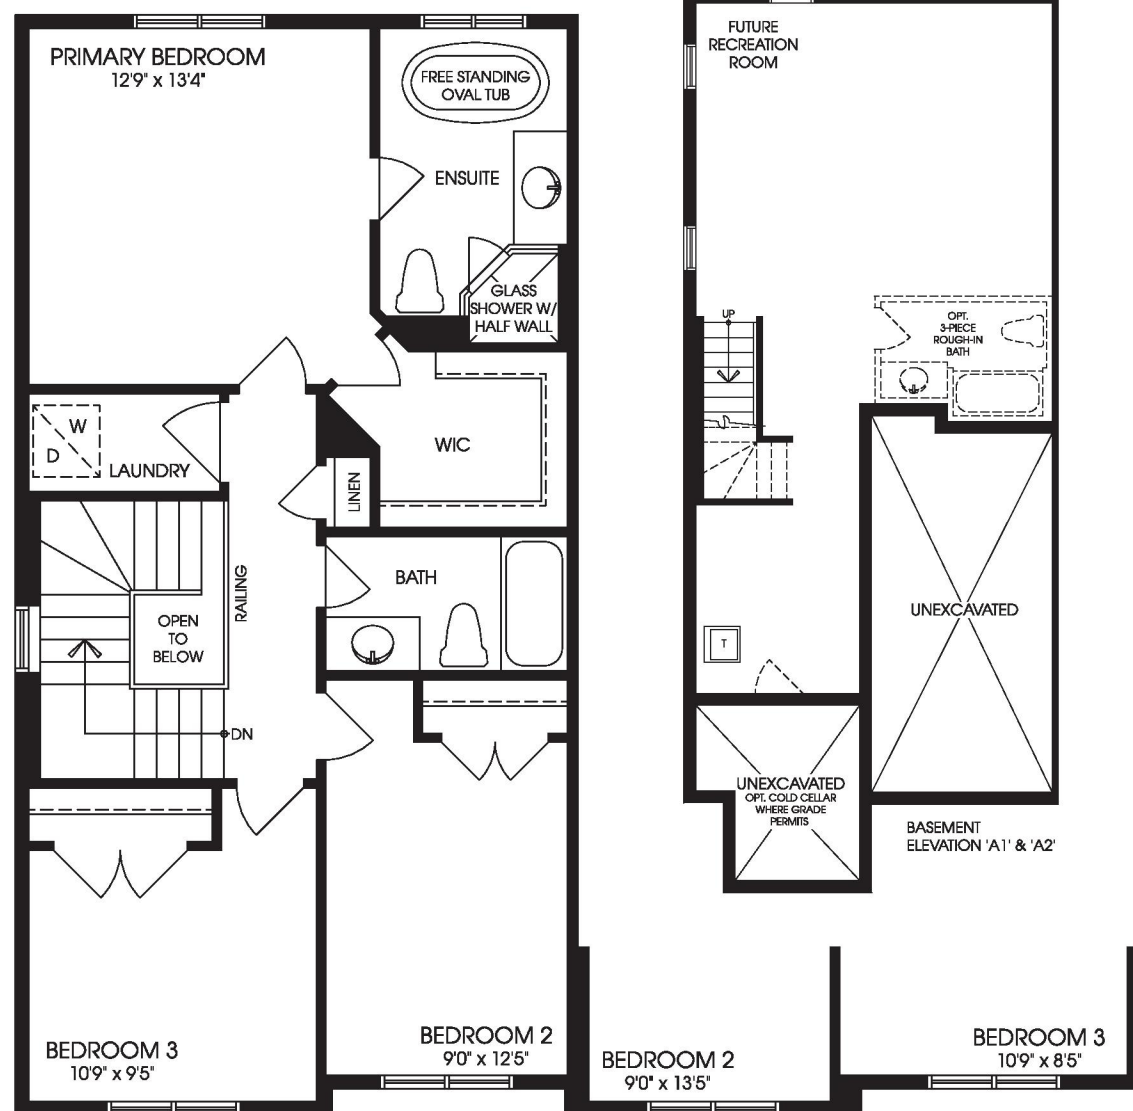 PRIMARY BEDROOM
12'9" x 13'4"
FREE STANDING
OVAL TUB
ENSUITE
GLASS
SHOWER W/
HALF WALL
W
D
LAUNDRY
WIC
LINEN
RAILING
BATH
OPEN
TO
BELOW
DN
BEDROOM 3
10'9" x 9'5"
BEDROOM 2
9'0" x 12'5"
FUTURE
RECREATION
ROOM
UP
OPT.
3-PIECE
ROUGH-IN
BATH
UNEXCAVATED
T
UNEXCAVATED
OPT. COLD CELLAR
WHERE GRADE
PERMITS
BASEMENT
ELEVATION 'A1' & 'A2'
BEDROOM 2
9'0" x 13'5"
BEDROOM 3
10'9" x 8'5"